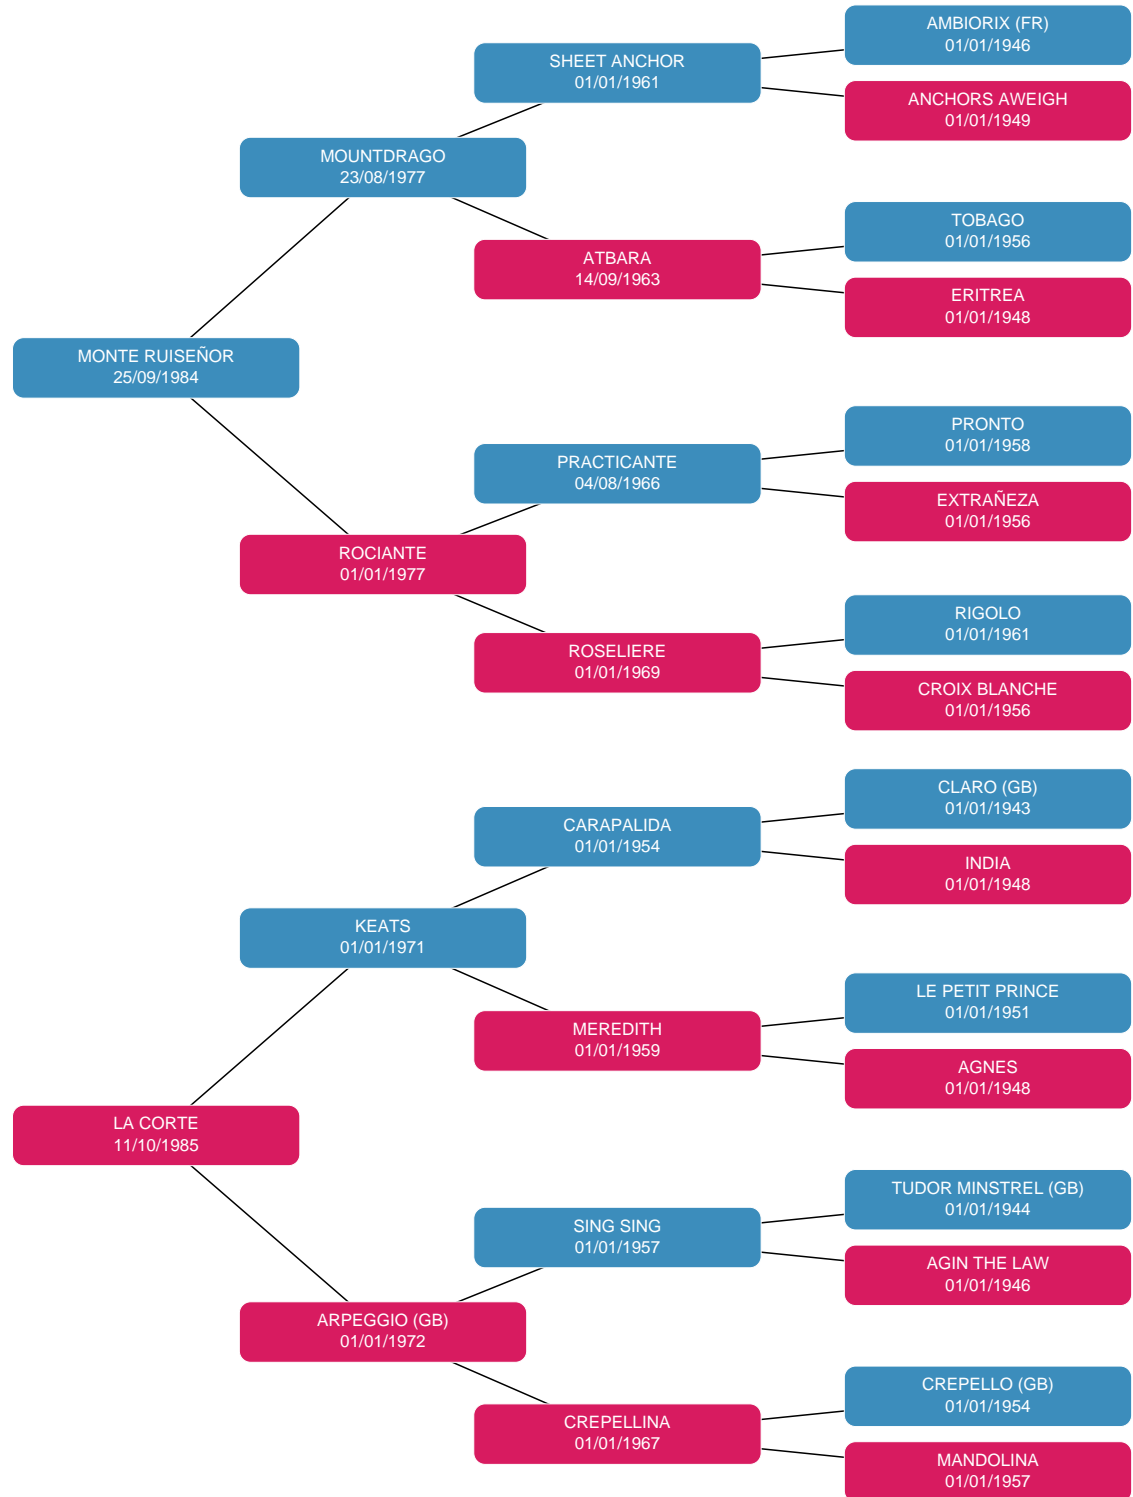 AMBIORIX (FR)
01/01/1946
SHEET ANCHOR
01/01/1961
ANCHORS AWEIGH
01/01/1949
MOUNTDRAGO
23/08/1977
TOBAGO
01/01/1956
ATBARA
14/09/1963
ERITREA
01/01/1948
MONTE RUISEÑOR
25/09/1984
PRONTO
01/01/1958
PRACTICANTE
04/08/1966
EXTRAÑEZA
01/01/1956
ROCIANTE
01/01/1977
RIGOLO
01/01/1961
ROSELIERE
01/01/1969
CROIX BLANCHE
01/01/1956
CLARO (GB)
01/01/1943
CARAPALIDA
01/01/1954
INDIA
01/01/1948
KEATS
01/01/1971
LE PETIT PRINCE
01/01/1951
MEREDITH
01/01/1959
AGNES
01/01/1948
LA CORTE
11/10/1985
TUDOR MINSTREL (GB)
01/01/1944
SING SING
01/01/1957
AGIN THE LAW
01/01/1946
ARPEGGIO (GB)
01/01/1972
CREPELLO (GB)
01/01/1954
CREPELLINA
01/01/1967
MANDOLINA
01/01/1957